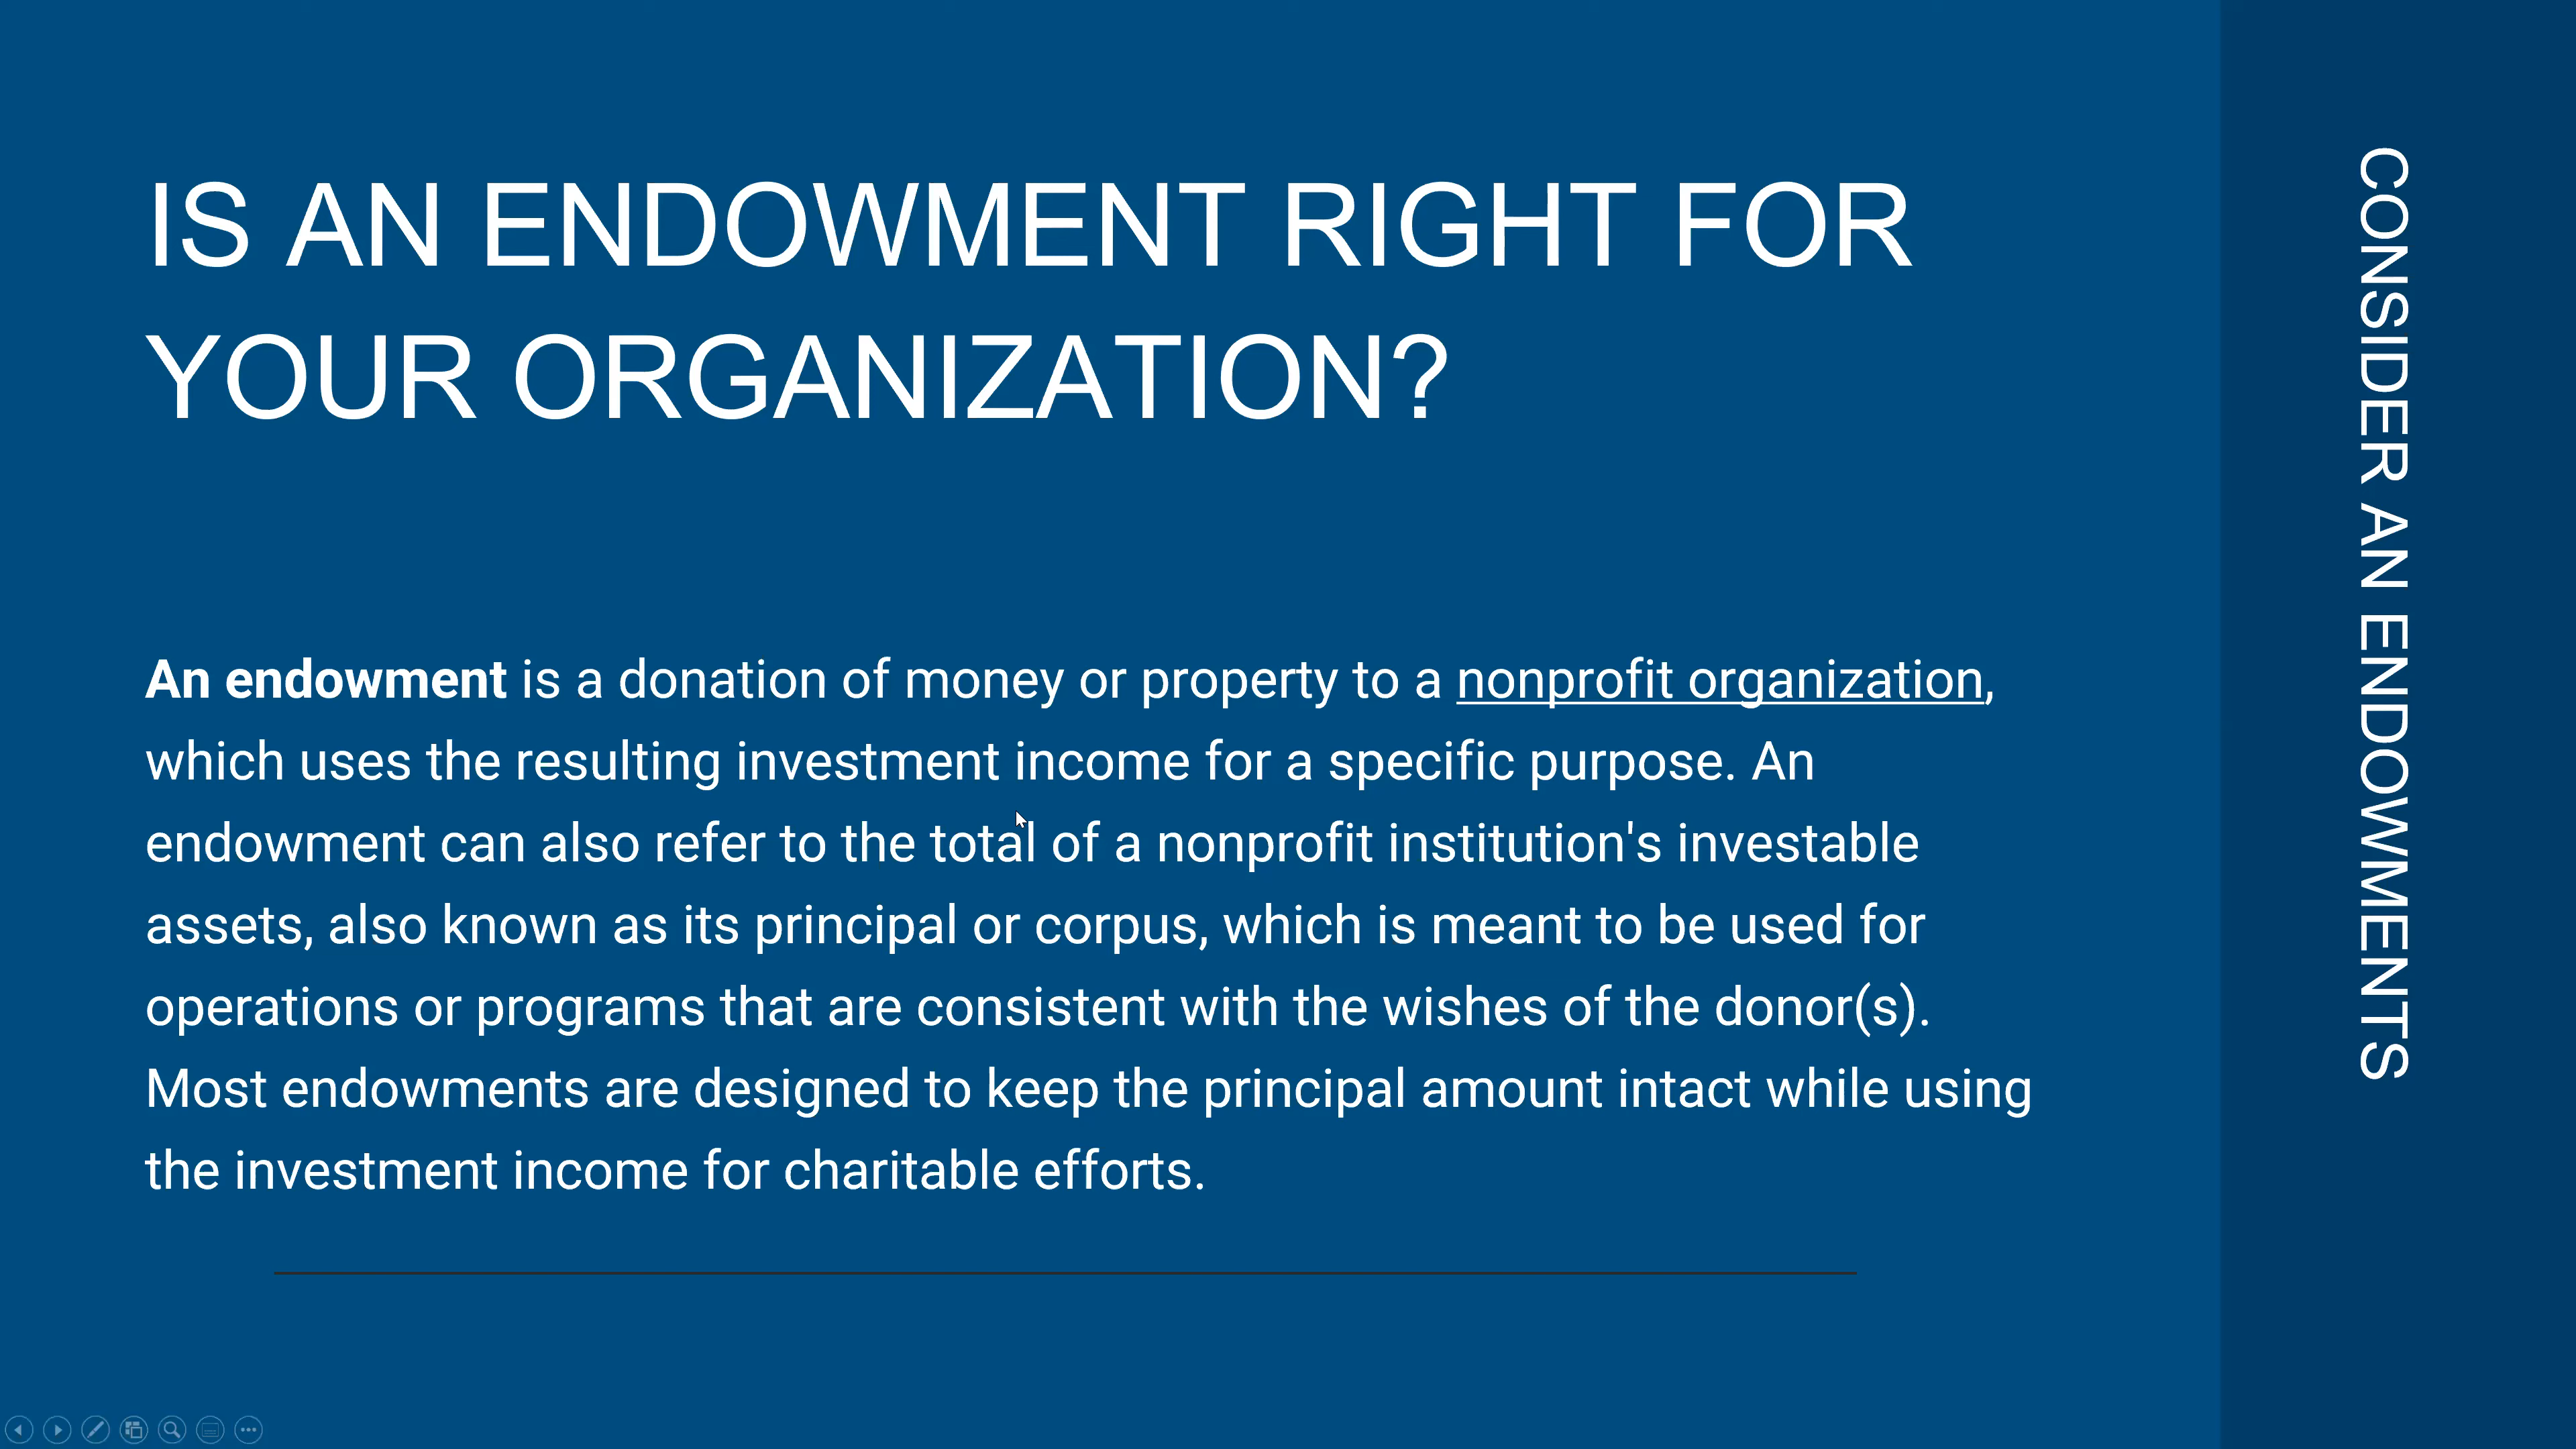 IS AN ENDOWMENT RIGHT FOR
YOUR ORGANIZATION?
An endowment is a donation of money or property to a nonprofit organization,
which uses the resulting investment income for a specific purpose. An
endowment can also refer to the total of a nonprofit institution's investable
assets, also known as its principal or corpus, which is meant to be used for
operations or programs that are consistent with the wishes of the donor(s).
Most endowments are designed to keep the principal amount intact while using
the investment income for charitable efforts.
CONSIDER AN ENDOWMENTS